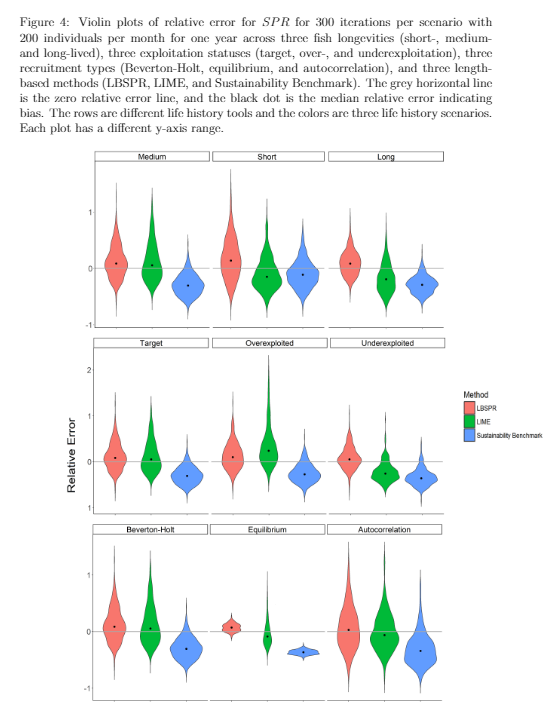 Figure 4: Violin plots of relative error for SPR for 300 iterations per scenario with
200 individuals per month for one year across three fish longevities (short-, medium-
and long-lived), three exploitation statuses (target, over-, and underexploitation), three
recruitment types (Beverton-Holt, equilibrium, and autocorrelation), and three length-
based methods (LBSPR, LIME, and Sustainability Benchmark). The grey horizontal line
is the zero relative error line, and the black dot is the median relative error indicating
bias. The rows are different life history tools and the colors are three life history scenarios.
Each plot has a different y-axis range.
Medium Short Long
1
0
-1
Target Overexploited Underexploited
2
1
0
1
Relative Error
Method
LBSPR
LIME
Sustainability Benchmark
Beverton-Holt Equilibrium Autocorrelation
1
0
-1